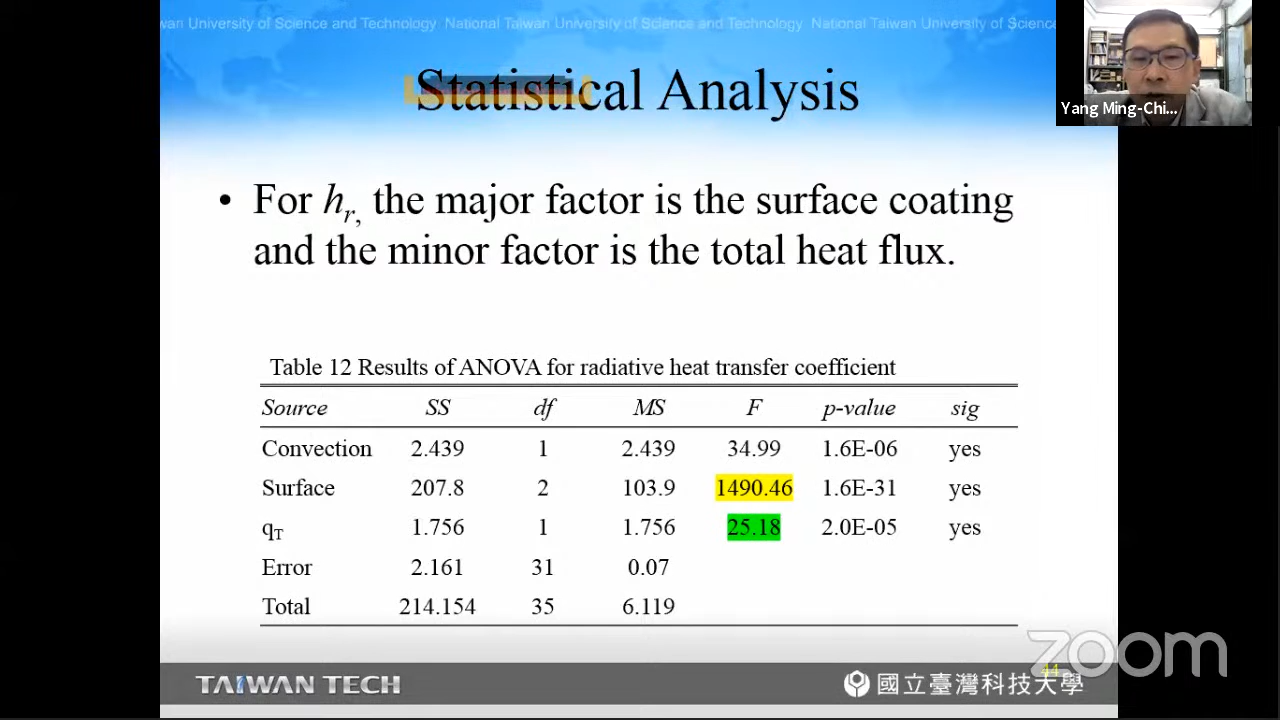 wan University of Science and Technology. National Taiwan University of Science and Technology. National Taiwan University of Science
Yang Ming-Chi...
Statistical Analysis
• For hr, the major factor is the surface coating
and the minor factor is the total heat flux.
Table 12 Results of ANOVA for radiative heat transfer coefficient
Source SS df MS F p-value sig
Convection 2.439 1 2.439 34.99 1.6E-06 yes
Surface 207.8 2 103.9 1490.46 1.6E-31 yes
qT 1.756 1 1.756 25.18 2.0E-05 yes
Error 2.161 31 0.07
Total 214.154 35 6.119
zoom
44
TAIWAN TECH
國立臺灣科技大學